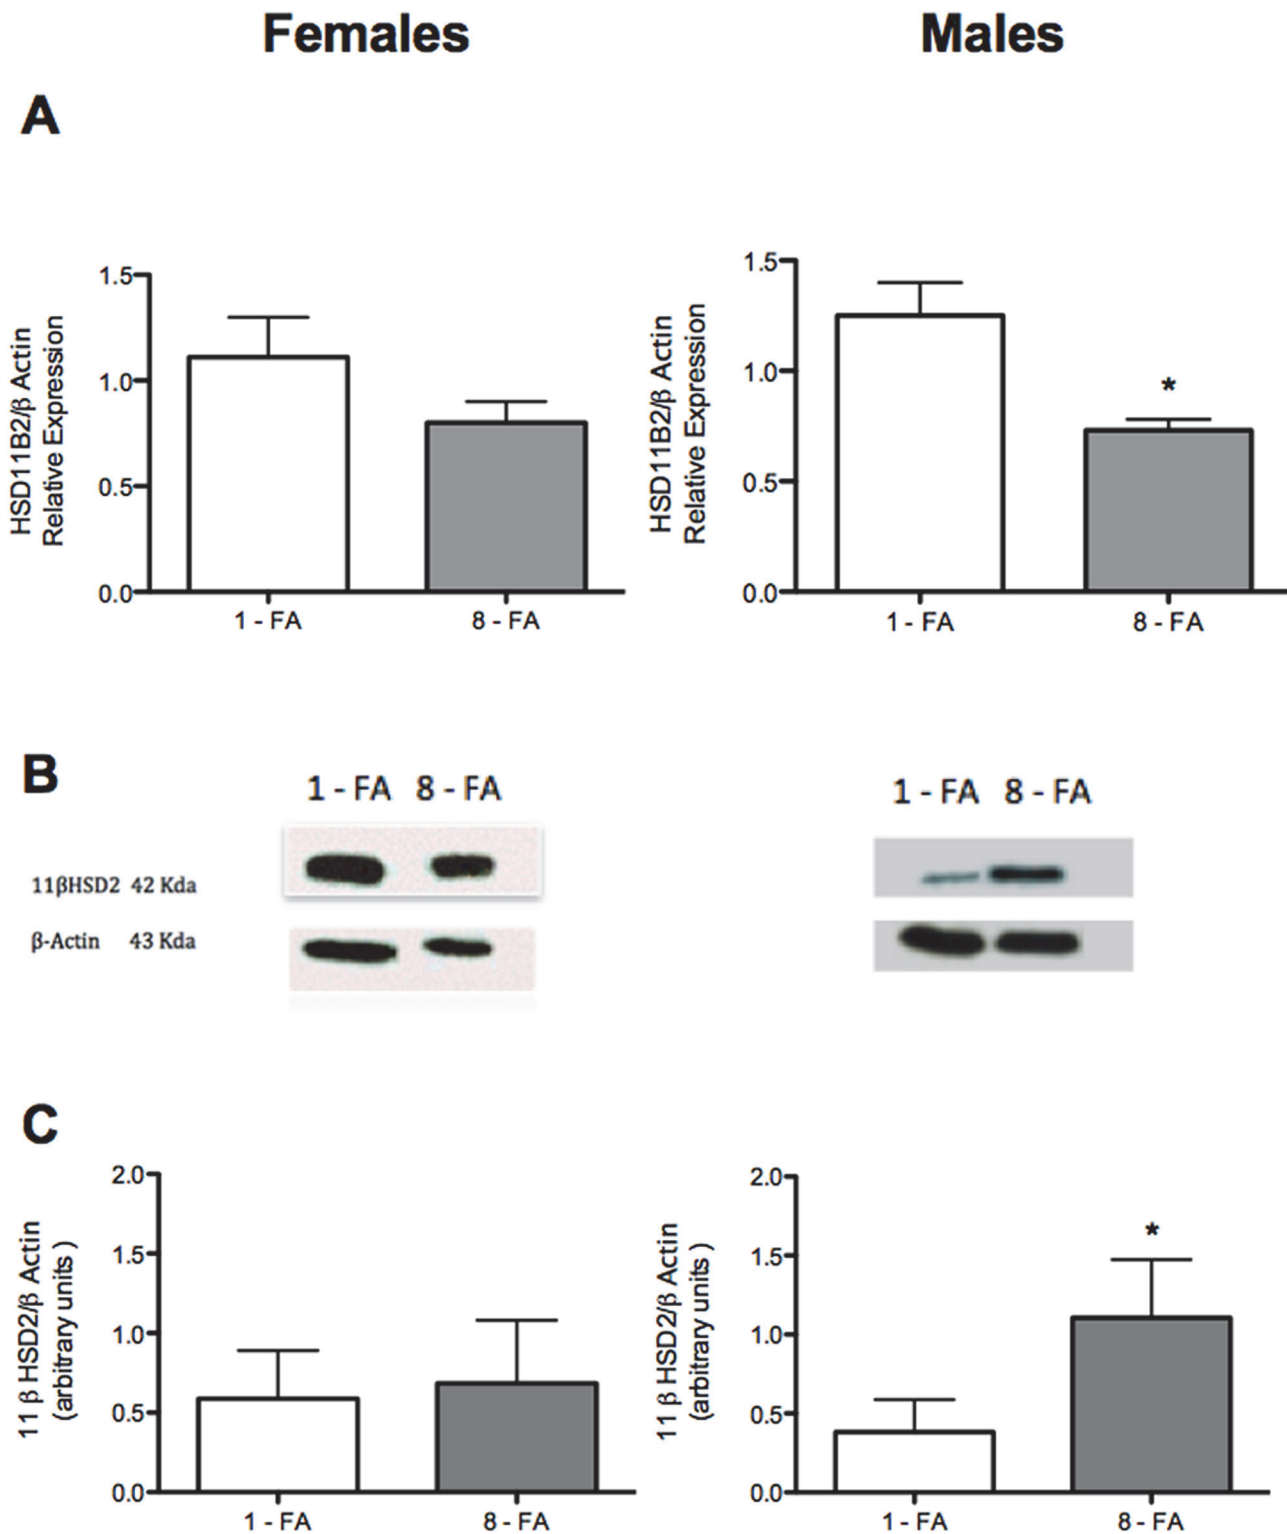 Females Males
A
1.5
1.0
0.5
0.0
HSD11B2/β Actin
Relative Expression
1 - FA 8 - FA
1.5
1.0
0.5
0.0
HSD11B2/β Actin
Relative Expression
*
1 - FA 8 - FA
B
1 - FA 8 - FA
1 - FA 8 - FA
11βHSD2 42 Kda
β-Actin 43 Kda
C
2.0
1.5
1.0
0.5
0.0
11 β HSD2/β Actin
(arbitrary units )
1 - FA 8 - FA
2.0
1.5
1.0
0.5
0.0
11 β HSD2/β Actin
(arbitrary units )
*
1 - FA 8 - FA